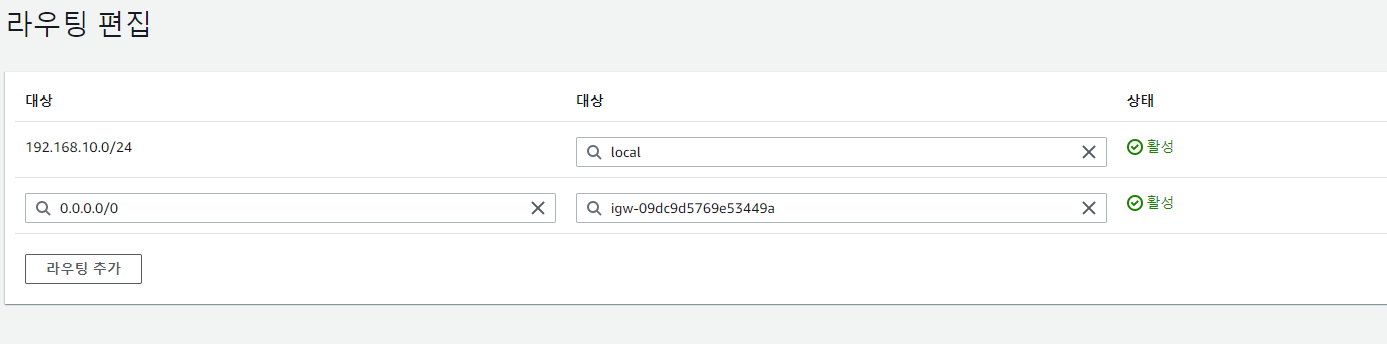 라우팅 편집
대상 대상 상태
192.168.10.0/24 local 활성
0.0.0.0/0 igw-09dc9d5769e53449a 활성
라우팅 추가